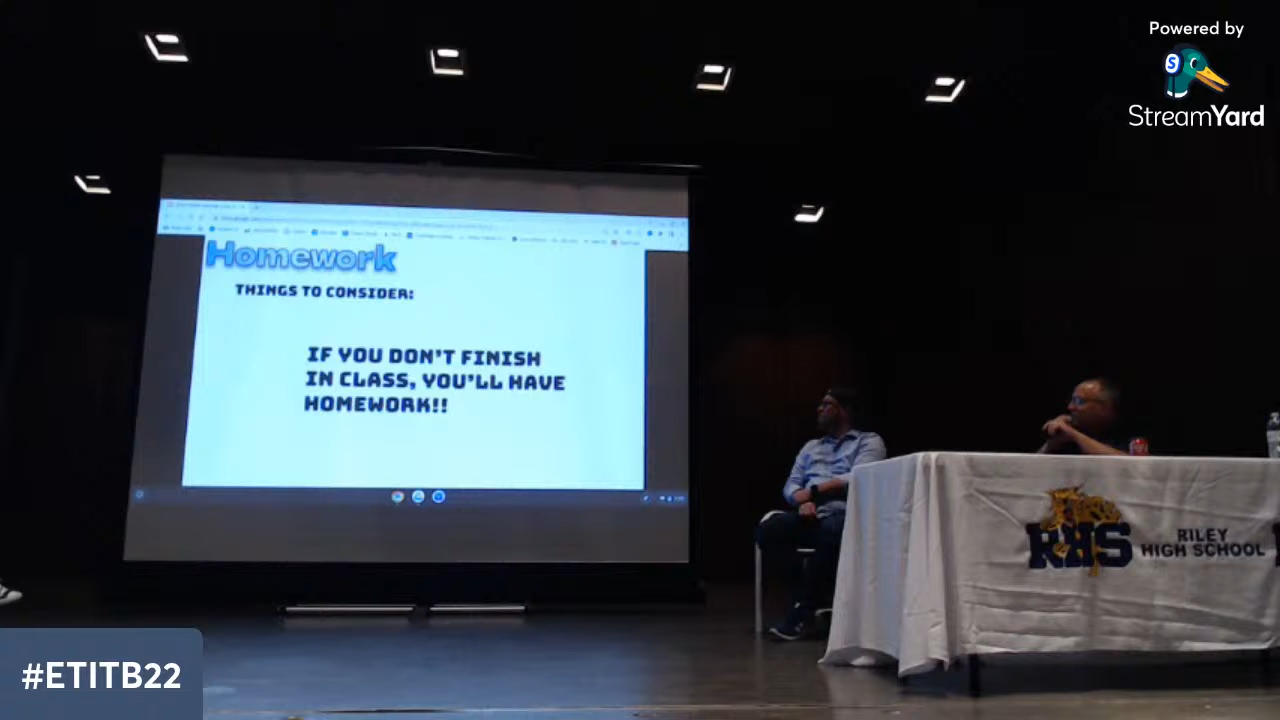 Powered by
StreamYard
Homework
THINGS TO CONSIDER:
IF YOU DON'T FINISH
IN CLASS, YOU'LL HAVE
HOMEWORK!!
RHS
RILEY
HIGH SCHOOL
#ETITB22